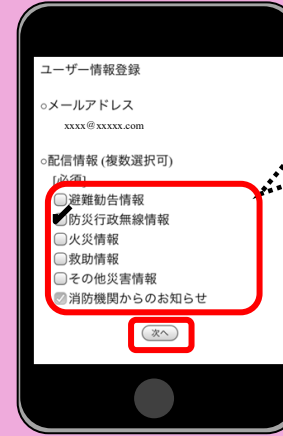 ユーザー情報登録
○メールアドレス
xxxx@xxxxx.com
○配信情報 (複数選択可)
[必須]
避難勧告情報
防災行政無線情報
火災情報
救助情報
その他災害情報
消防機関からのお知らせ
次へ